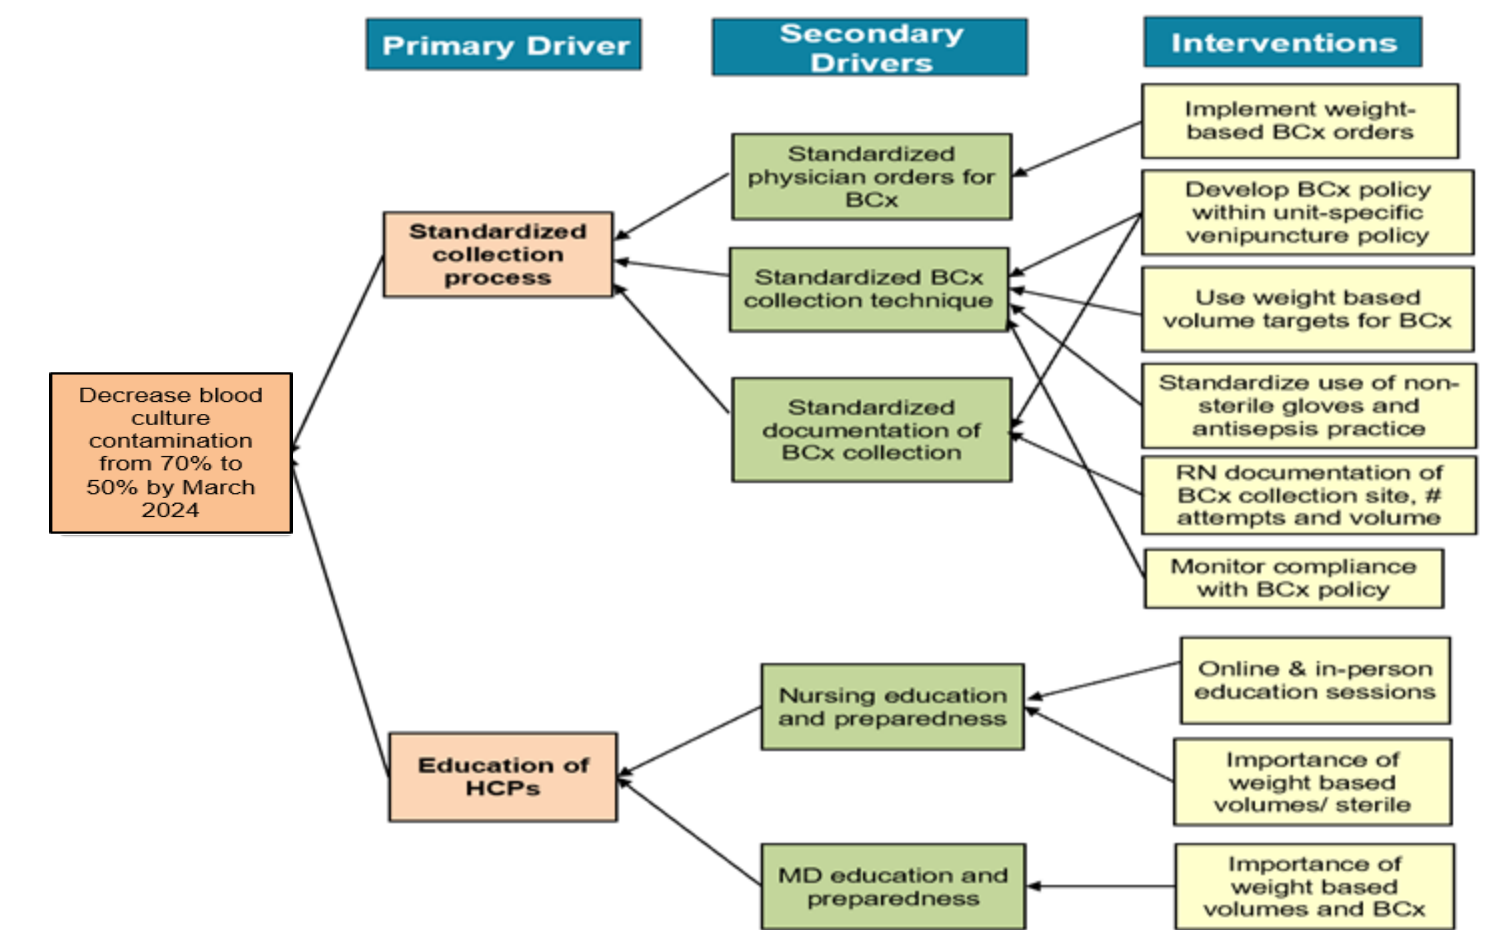 Primary Driver
Secondary
Drivers
Interventions
Decrease blood
culture
contamination
from 70% to
50% by March
2024
Standardized
collection
process
Education of
HCPs
Standardized
physician orders for
BCx
Standardized BCx
collection technique
Standardized
documentation of
BCx collection
Nursing education
and preparedness
MD education and
preparedness
Implement weight-
based BCx orders
Develop BCx policy
within unit-specific
venipuncture policy
Use weight based
volume targets for BCx
Standardize use of non-
sterile gloves and
antisepsis practice
RN documentation of
BCx collection site, #
attempts and volume
Monitor compliance
with BCx policy
Online & in-person
education sessions
Importance of
weight based
volumes/ sterile
Importance of
weight based
volumes and BCx